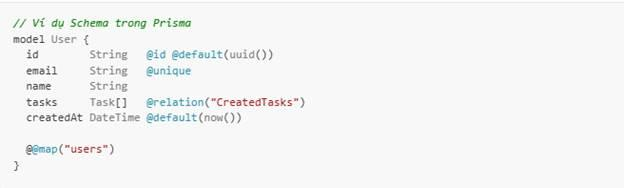 // Ví dụ Schema trong Prisma
model User {
  id        String   @id @default(uuid())
  email     String   @unique
  name      String
  tasks     Task[]   @relation("CreatedTasks")
  createdAt DateTime @default(now())

  @@map("users")
}